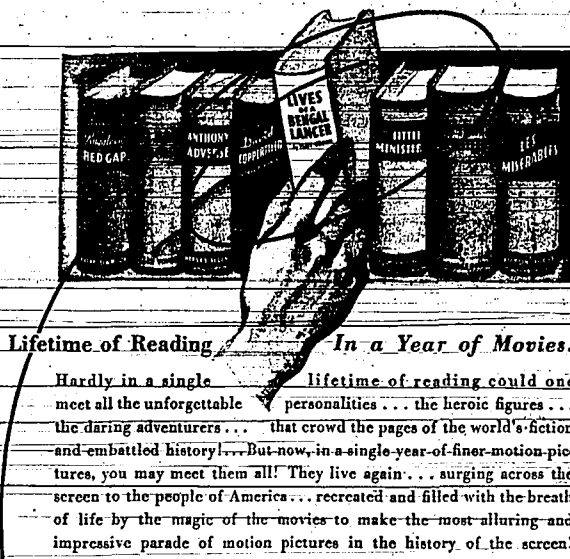 RED GAP
ANTHONY
ADVERSE
David
COPPERFIELD
LIVES
OF A
BENGAL
LANCER
LITTLE
MINISTER
LES
MISERABLES
Lifetime of Reading In a Year of Movies.
Hardly in a single lifetime of reading could one
meet all the unforgettable personalities ... the heroic figures ...
the daring adventurers ... that crowd the pages of the world's fiction
and embattled history!...But now, in a single year of finer motion pic
tures, you may meet them all! They live again ... surging across the
screen to the people of America ... recreated and filled with the breath
of life by the magic of the movies to make the most alluring and
impressive parade of motion pictures in the history of the screen!